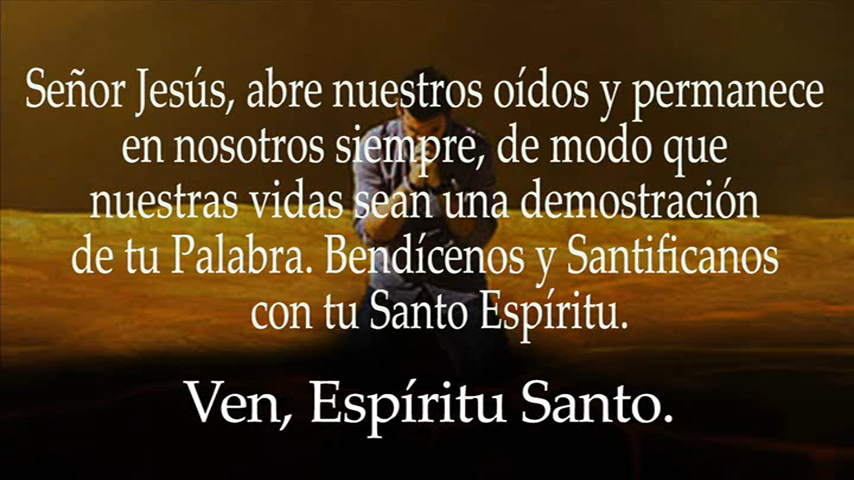 Señor Jesús, abre nuestros oídos y permanece
en nosotros siempre, de modo que
nuestras vidas sean una demostración
de tu Palabra. Bendícenos y Santificanos
con tu Santo Espíritu.
Ven, Espíritu Santo.